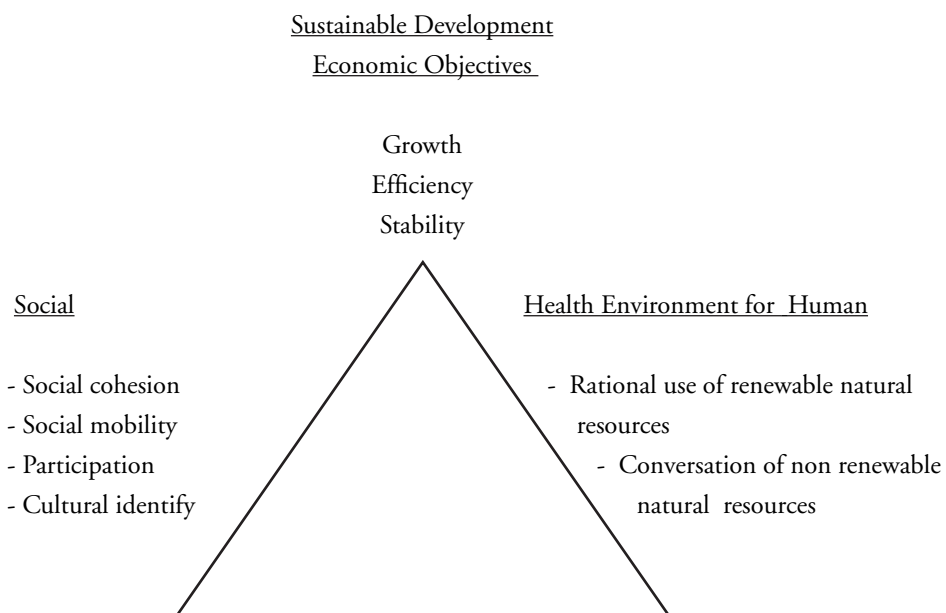 Sustainable Development
Economic Objectives
Growth
Efficiency
Stability
Social
- Social cohesion
- Social mobility
- Participation
- Cultural identify
Health Environment for Human
- Rational use of renewable natural
resources
- Conversation of non renewable
natural resources